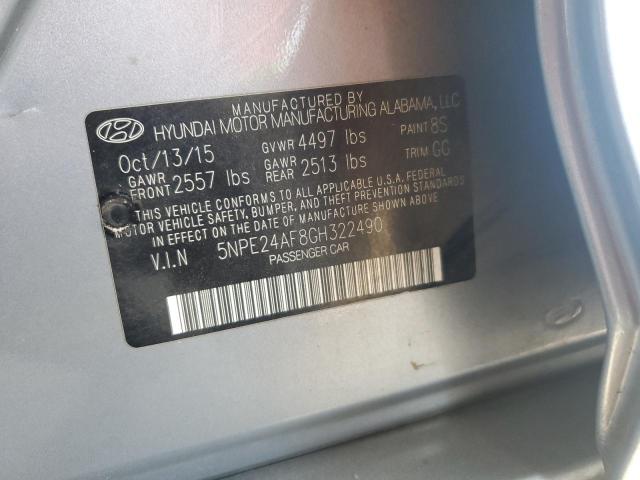 MANUFACTURED BY
HYUNDAI MOTOR MANUFACTURING ALABAMA, LLC
Oct/13/15 GVWR 4497 lbs PAINT 8S
GAWR FRONT 2557 lbs GAWR REAR 2513 lbs TRIM GG
THIS VEHICLE CONFORMS TO ALL APPLICABLE U.S.A. FEDERAL
MOTOR VEHICLE SAFETY, BUMPER, AND THEFT PREVENTION STANDARDS
IN EFFECT ON THE DATE OF MANUFACTURE SHOWN ABOVE.
V.I.N 5NPE24AF8GH322490
PASSENGER CAR